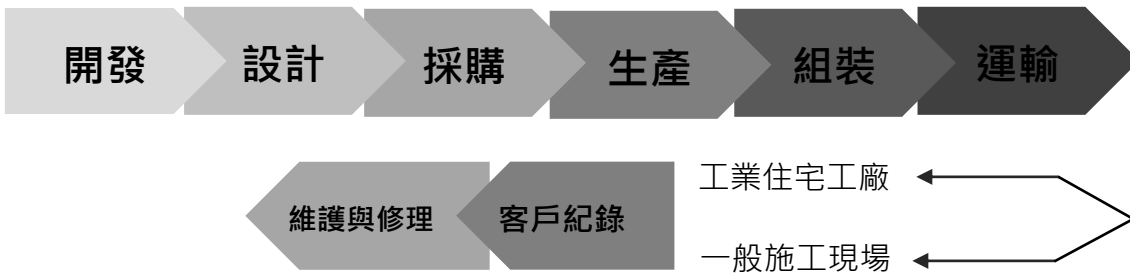 開發 設計 採購 生產 組裝 運輸
工業住宅工廠
維護與修理 客戶紀錄
一般施工現場